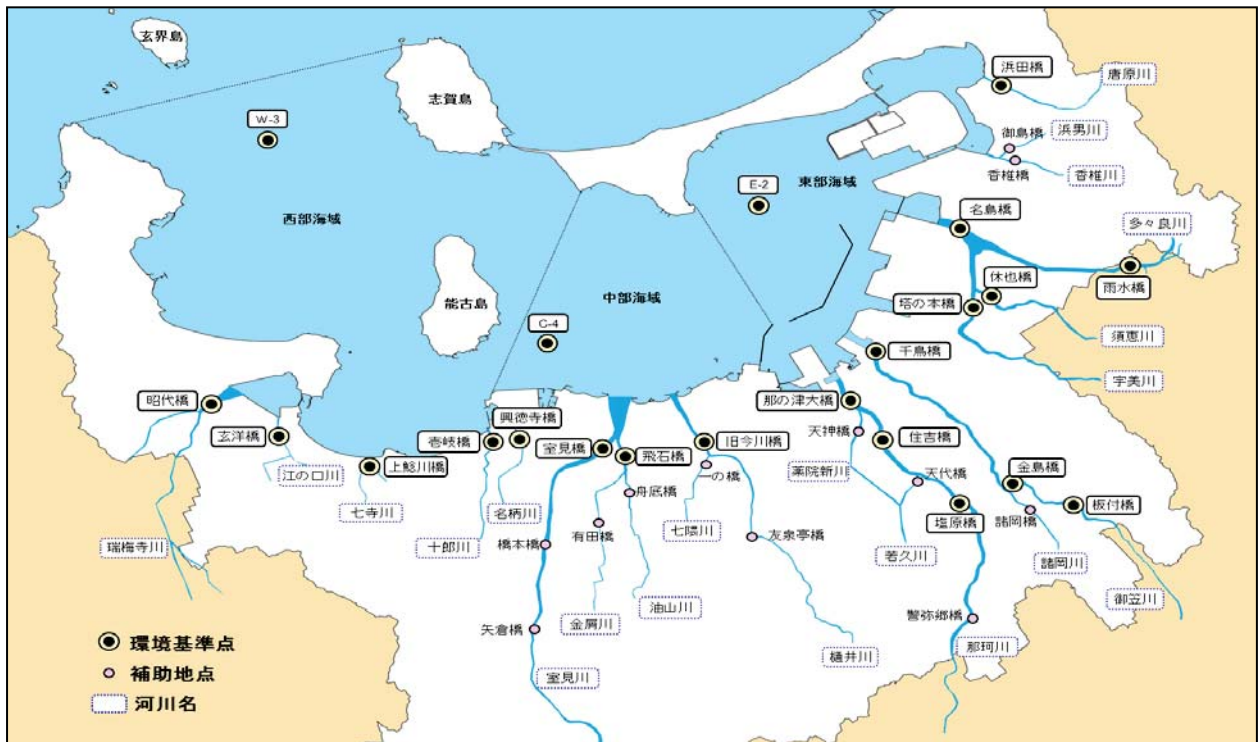 玄界島
志賀島
浜田橋
唐原川
W-3
御島橋
浜男川
香椎橋
香椎川
E-2
東部海域
西部海域
名島橋
多々良川
能古島
中部海域
休也橋
雨水橋
塔の本橋
須恵川
C-4
千鳥橋
宇美川
昭代橋
興徳寺橋
那の津大橋
玄洋橋
壱岐橋
室見橋
旧今川橋
天神橋
住吉橋
上鯰川橋
飛石橋
一の橋
薬院新川
天代橋
金島橋
江の口川
舟底橋
板付橋
七寺川
名柄川
有田橋
七隈川
塩原橋
諸岡橋
十郎川
橋本橋
友泉亭橋
若久川
瑞梅寺川
諸岡川
油山川
御笠川
矢倉橋
金屑川
警弥郷橋
環境基準点
那珂川
樋井川
補助地点
室見川
河川名